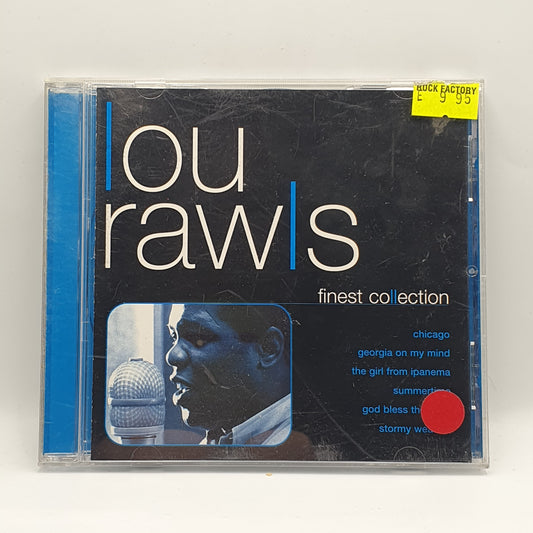 ROCK FACTORY
E 9 95
lou
rawls
finest collection
chicago
georgia on my mind
the girl from ipanema
summertime
god bless th
stormy we